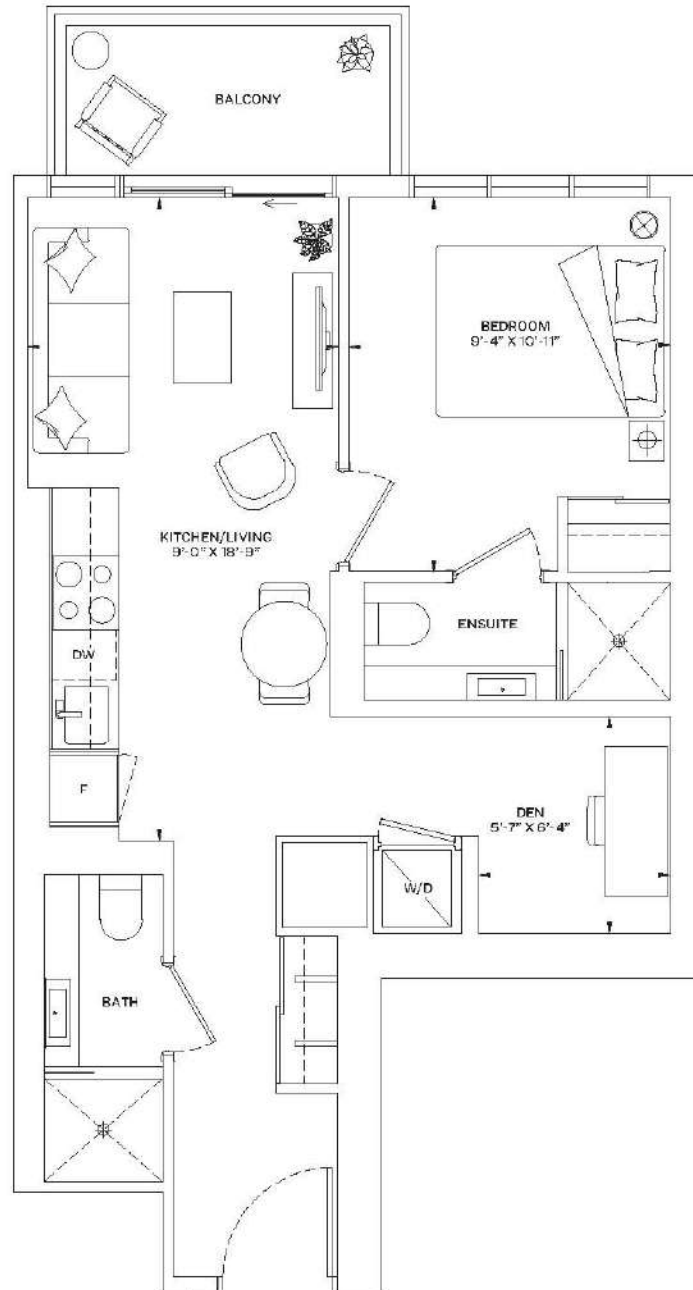 BALCONY
BEDROOM
9'-4" X 10'-11"
KITCHEN/LIVING
9'-0" X 18'-9"
ENSUITE
DW
F
DEN
5'-7" X 6'-4"
W/D
BATH